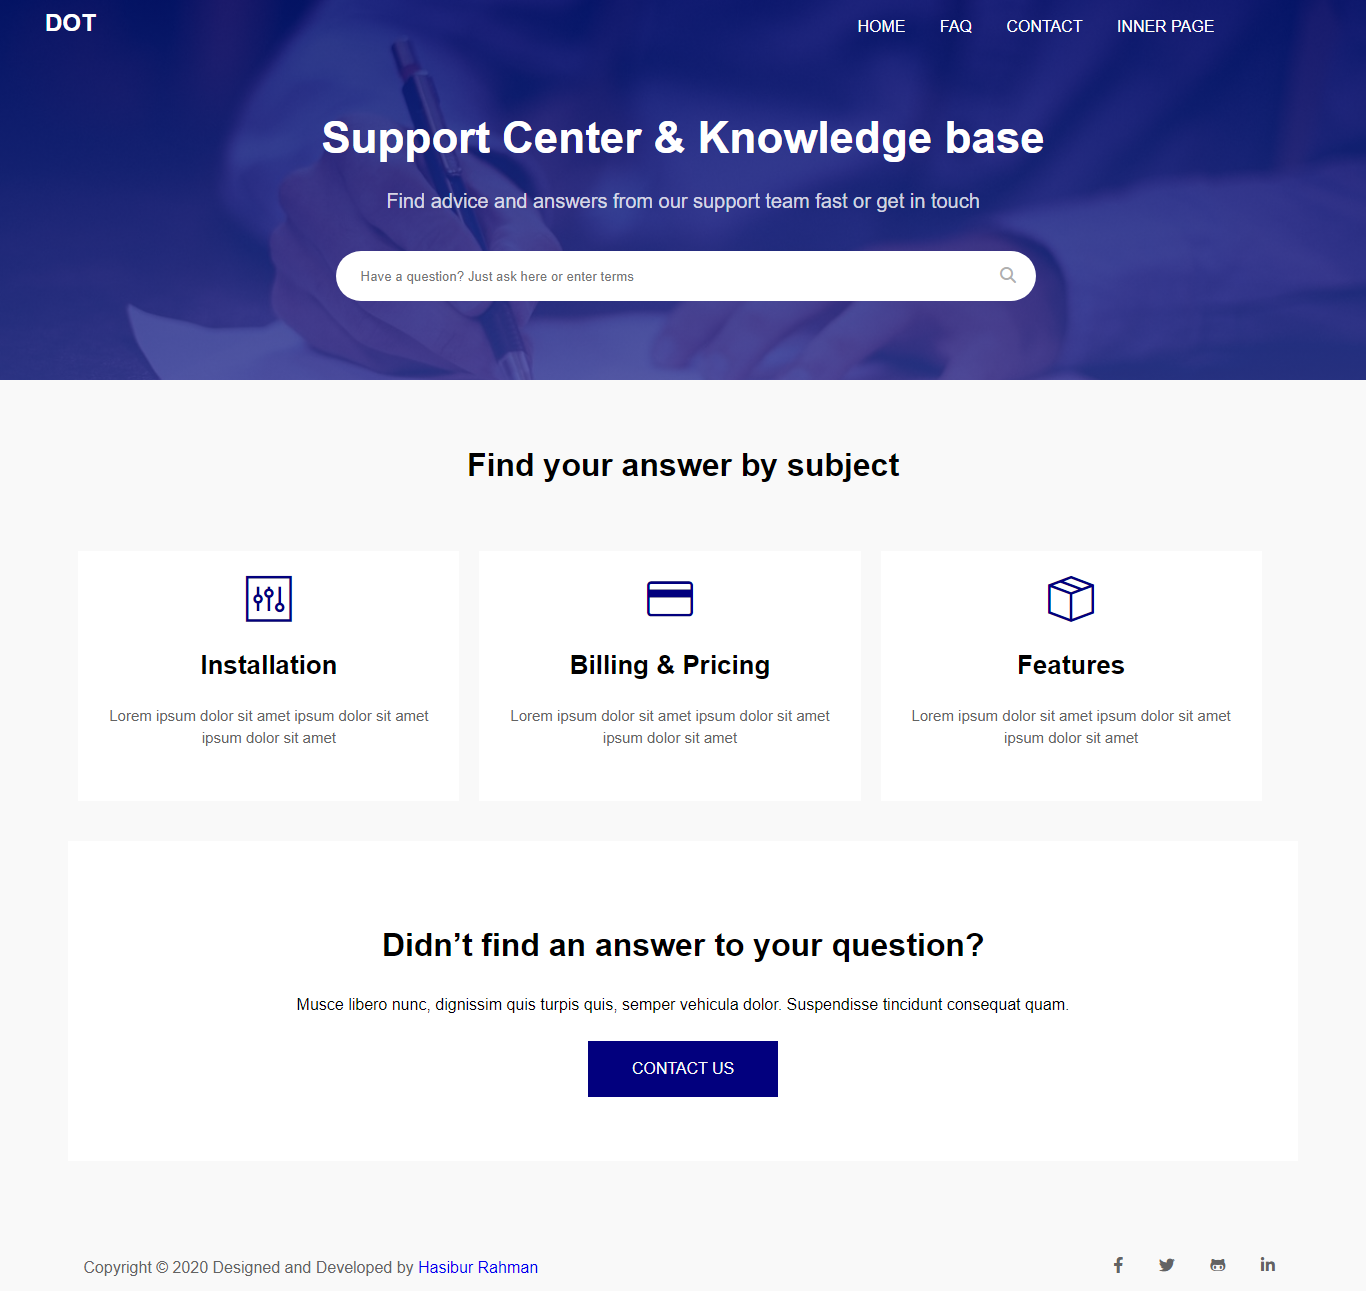 DOT
HOME FAQ CONTACT INNER PAGE
Support Center & Knowledge base
Find advice and answers from our support team fast or get in touch
Have a question? Just ask here or enter terms
Find your answer by subject
Installation
Lorem ipsum dolor sit amet ipsum dolor sit amet
ipsum dolor sit amet
Billing & Pricing
Lorem ipsum dolor sit amet ipsum dolor sit amet
ipsum dolor sit amet
Features
Lorem ipsum dolor sit amet ipsum dolor sit amet
ipsum dolor sit amet
Didn’t find an answer to your question?
Musce libero nunc, dignissim quis turpis quis, semper vehicula dolor. Suspendisse tincidunt consequat quam.
CONTACT US
Copyright © 2020 Designed and Developed by Hasibur Rahman